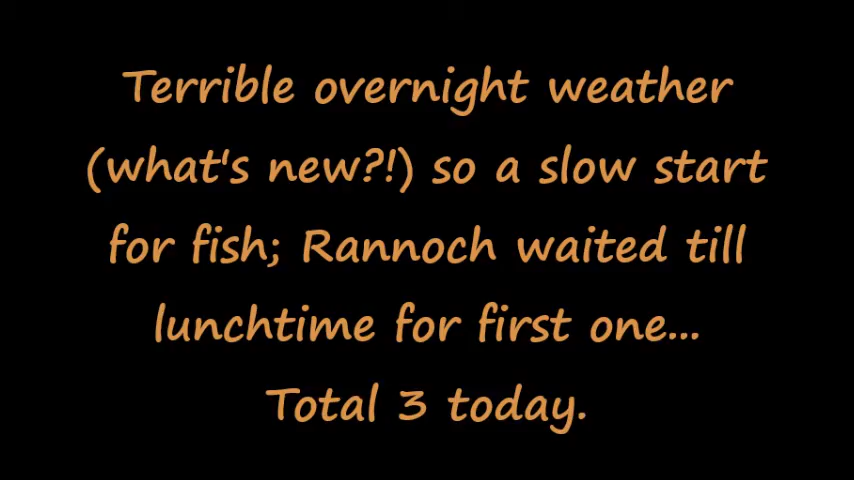 Terrible overnight weather
(what's new?!) so a slow start
for fish; Rannoch waited till
lunchtime for first one...
Total 3 today.